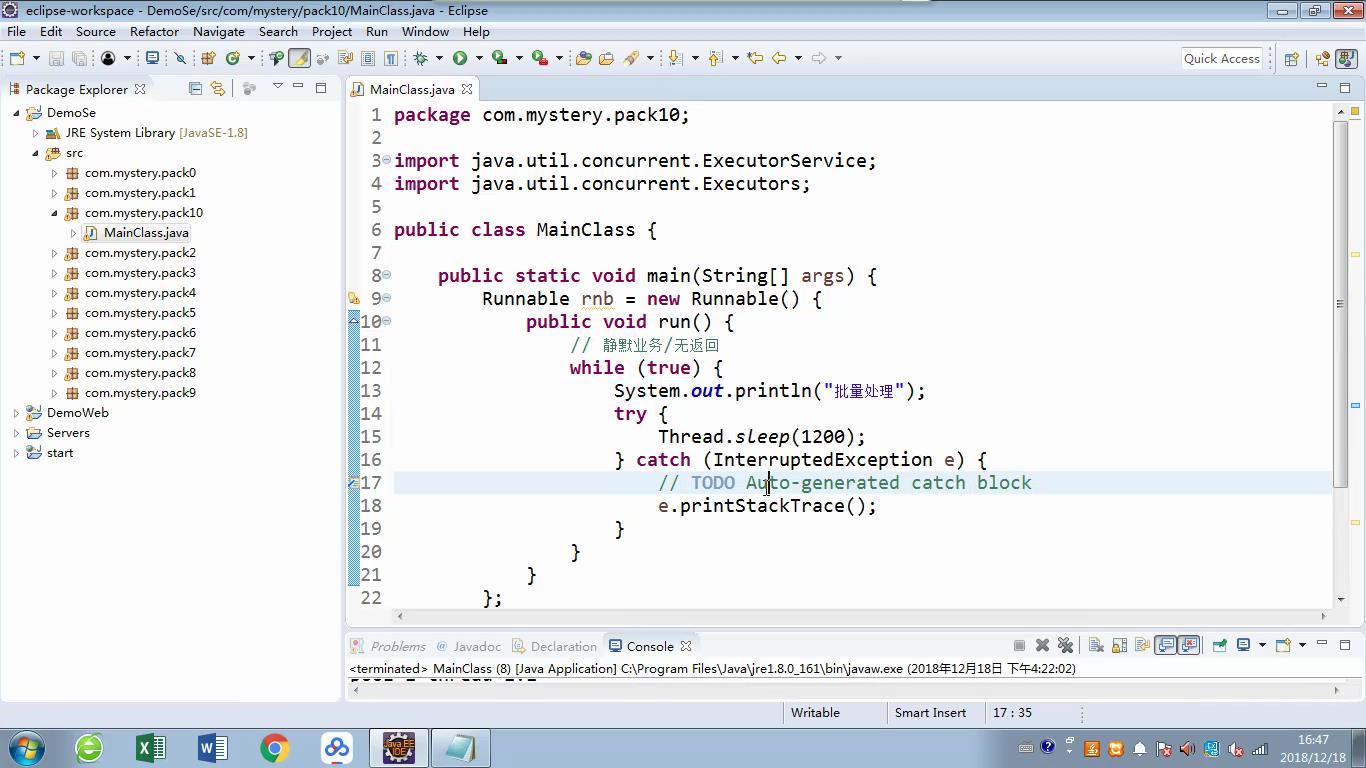 eclipse-workspace - DemoSe/src/com/mystery/pack10/MainClass.java - Eclipse
File Edit Source Refactor Navigate Search Project Run Window Help
Quick Access
Package Explorer
DemoSe
JRE System Library [JavaSE-1.8]
src
com.mystery.pack0
com.mystery.pack1
com.mystery.pack10
MainClass.java
com.mystery.pack2
com.mystery.pack3
com.mystery.pack4
com.mystery.pack5
com.mystery.pack6
com.mystery.pack7
com.mystery.pack8
com.mystery.pack9
DemoWeb
Servers
start
MainClass.java
1 package com.mystery.pack10;
2
3 import java.util.concurrent.ExecutorService;
4 import java.util.concurrent.Executors;
5
6 public class MainClass {
7
8 public static void main(String[] args) {
9 Runnable rnb = new Runnable() {
10 public void run() {
11 // 静默业务/无返回
12 while (true) {
13 System.out.println("批量处理");
14 try {
15 Thread.sleep(1200);
16 } catch (InterruptedException e) {
17 // TODO Auto-generated catch block
18 e.printStackTrace();
19 }
20 }
21 }
22 };
Problems @ Javadoc Declaration Console
<terminated> MainClass (8) [Java Application] C:\Program Files\Java\jre1.8.0_161\bin\javaw.exe (2018年12月18日 下午4:22:02)
Writable Smart Insert 17 : 35
Java EE
IDE
16:47
2018/12/18